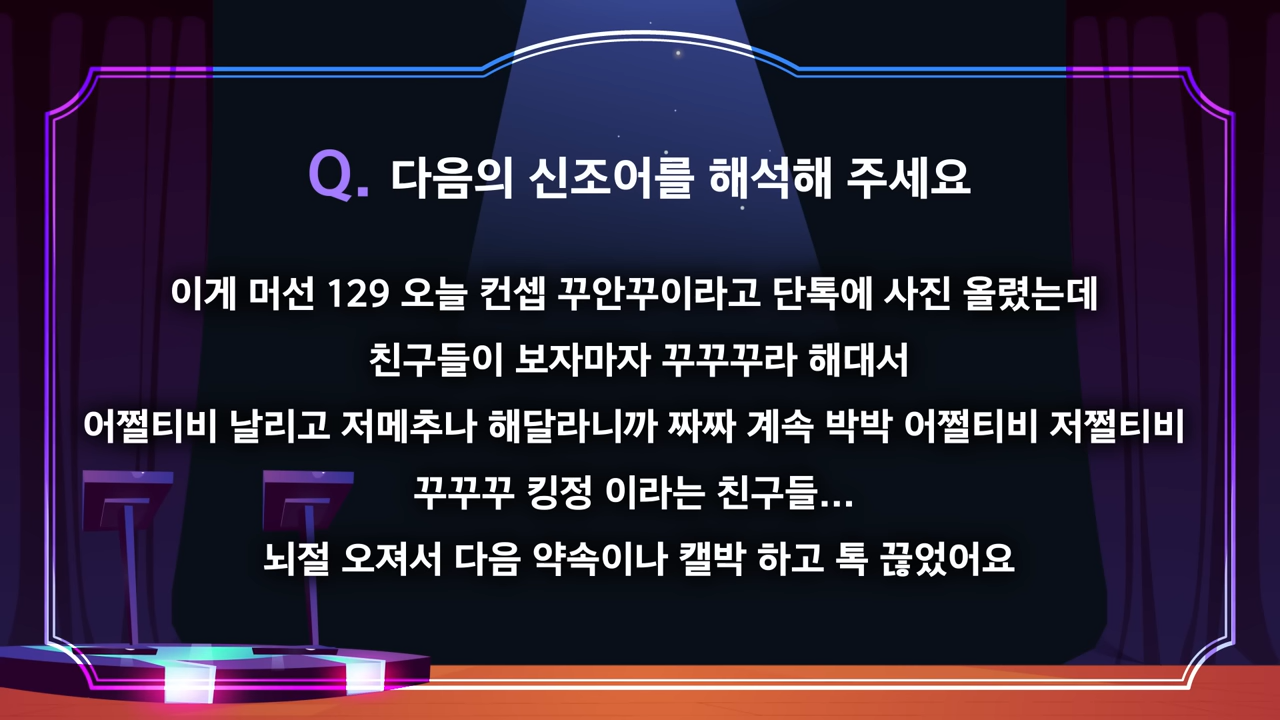 Q. 다음의 신조어를 해석해 주세요
이게 머선 129 오늘 컨셉 꾸안꾸이라고 단톡에 사진 올렸는데
친구들이 보자마자 꾸꾸꾸라 해대서
어쩔티비 날리고 저메추나 해달라니까 짜짜 계속 박박 어쩔티비 저쩔티비
꾸꾸꾸 킹정 이라는 친구들...
뇌절 오져서 다음 약속이나 캘박 하고 톡 끊었어요